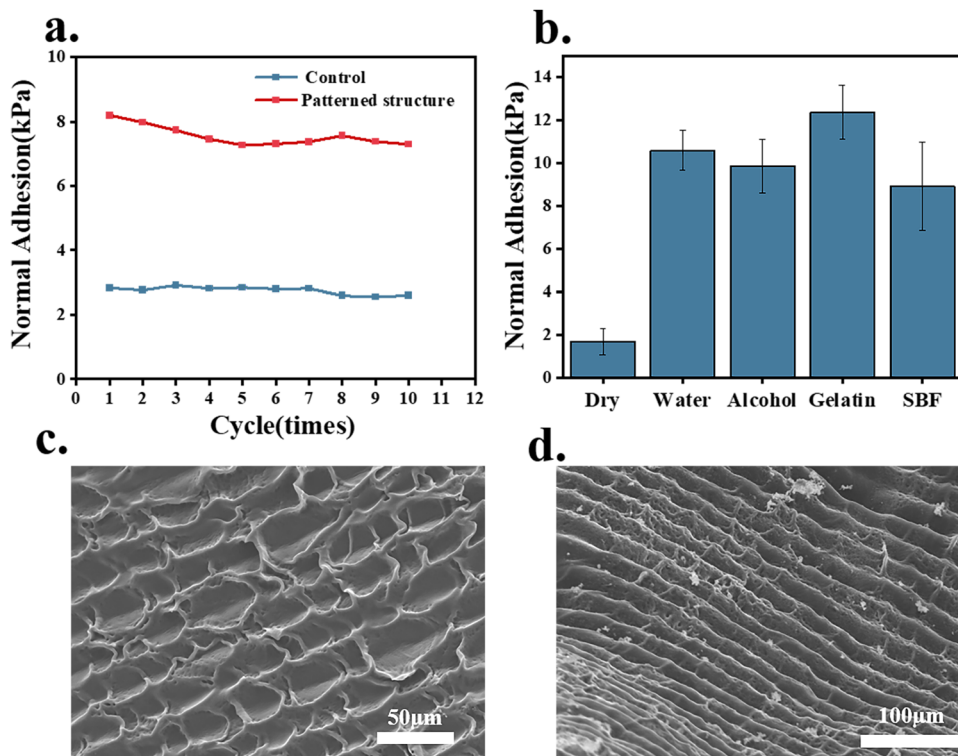 a.
Normal Adhesion(kPa)
10
8
6
4
2
0
Control
Patterned structure
0 1 2 3 4 5 6 7 8 9 10 11 12
Cycle(times)
b.
Normal Adhesion(kPa)
14
12
10
8
6
4
2
0
Dry Water Alcohol Gelatin SBF
c.
50μm
d.
100μm